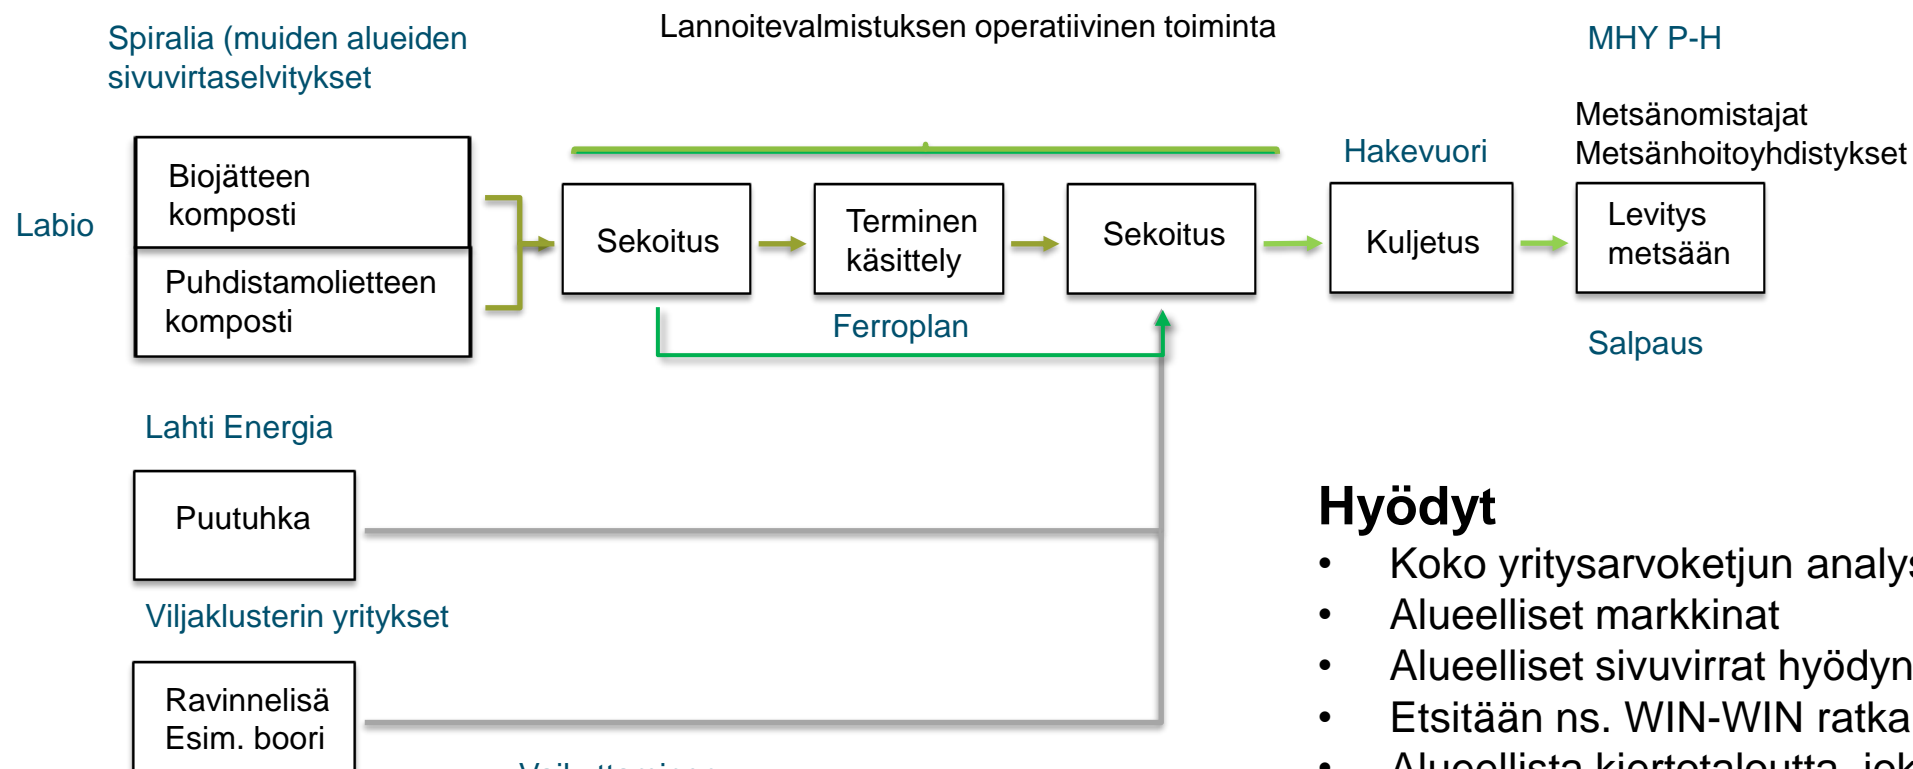 Lannoitevalmistuksen operatiivinen toiminta
Spiralia (muiden alueiden
sivuvirtaselvitykset
MHY P-H
Metsänomistajat
Metsänhoitoyhdistykset
Hakevuori
Labio
Biojätteen
komposti
Puhdistamolietteen
komposti
Sekoitus
Terminen
käsittely
Sekoitus
Kuljetus
Levitys
metsään
Ferroplan
Salpaus
Lahti Energia
Puutuhka
Viljaklusterin yritykset
Ravinnelisä
Esim. boori
Hyödyt
• Koko yritysarvoketjun
• Alueelliset markkinat
• Alueelliset sivuvirrat
• Etsitään ns. WIN-WIN
• Alueellista kiertotaloutta,